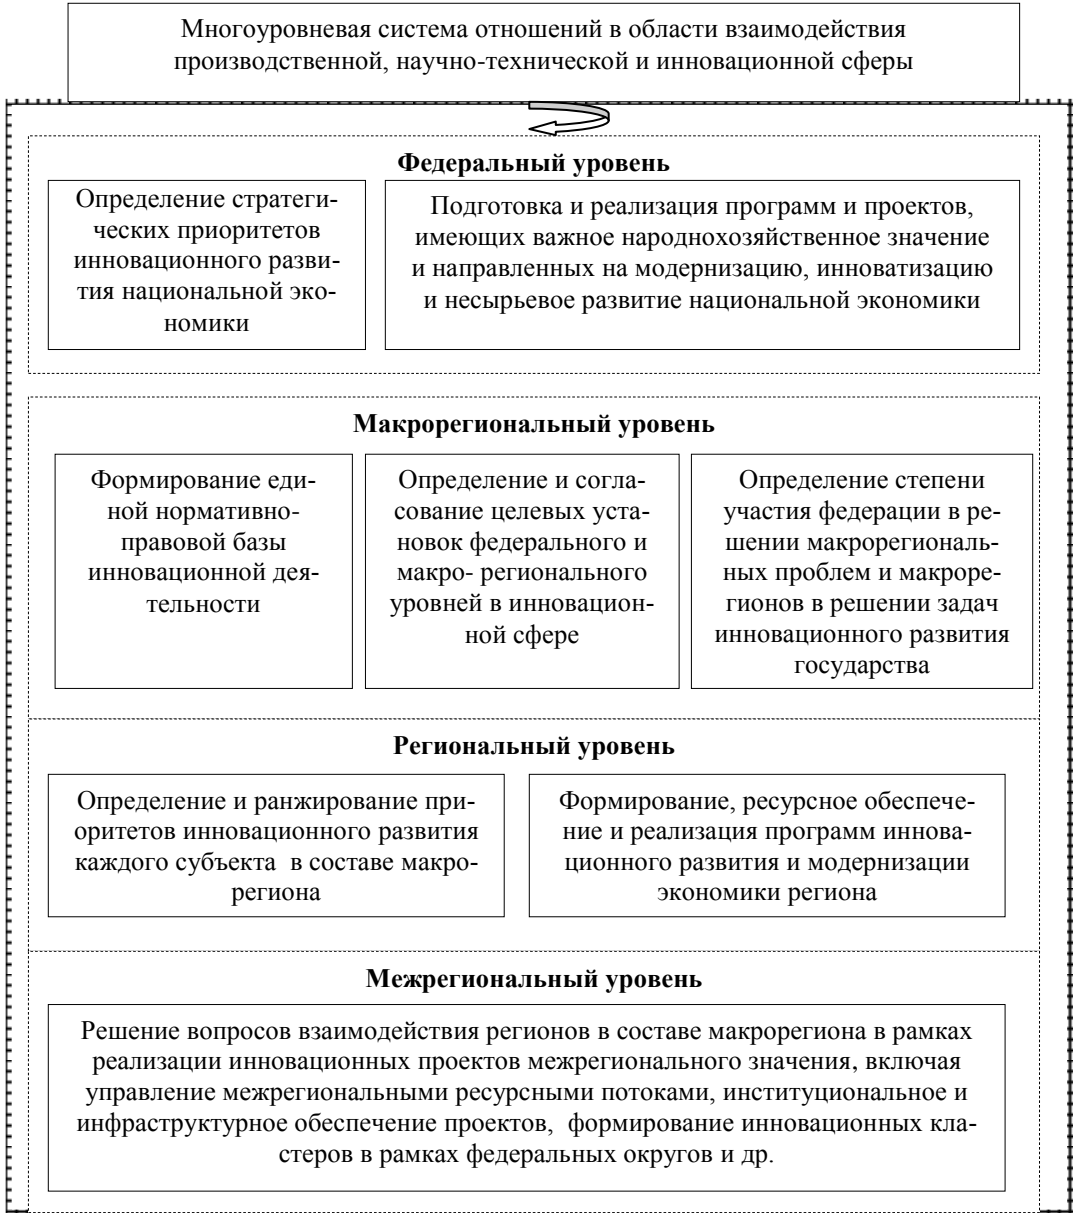 Многоуровневая система отношений в области взаимодействия
производственной, научно-технической и инновационной сферы
Федеральный уровень
Определение стратеги-
ческих приоритетов
инновационного разви-
тия национальной эко-
номики
Подготовка и реализация программ и проектов,
имеющих важное народнохозяйственное значение
и направленных на модернизацию, инноватизацию
и несырьевое развитие национальной экономики
Макрорегиональный уровень
Формирование еди-
ной нормативно-
правовой базы
инновационной дея-
тельности
Определение и согла-
сование целевых уста-
новок федерального и
макро- регионального
уровней в инновацион-
ной сфере
Определение степени
участия федерации в ре-
шении макрорегиональ-
ных проблем и макроре-
гионов в решении задач
инновационного развития
государства
Региональный уровень
Определение и ранжирование при-
оритетов инновационного развития
каждого субъекта  в составе макро-
региона
Формирование, ресурсное обеспече-
ние и реализация программ иннова-
ционного развития и модернизации
экономики региона
Межрегиональный уровень
Решение вопросов взаимодействия регионов в составе макрорегиона в рамках
реализации инновационных проектов межрегионального значения, включая
управление межрегиональными ресурсными потоками, институциональное и
инфраструктурное обеспечение проектов,  формирование инновационных кла-
стеров в рамках федеральных округов и др.